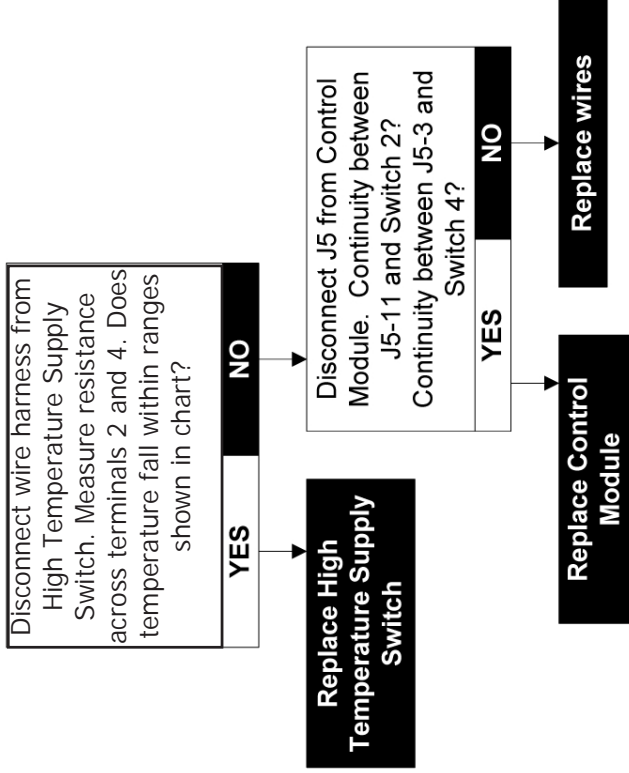 Disconnect wire harness from
High Temperature Supply
Switch. Measure resistance
across terminals 2 and 4. Does
temperature fall within ranges
shown in chart?
YES
NO
Replace High
Temperature Supply
Switch
Disconnect J5 from Control
Module. Continuity between
J5-11 and Switch 2?
Continuity between J5-3 and
Switch 4?
YES
NO
Replace Control
Module
Replace wires